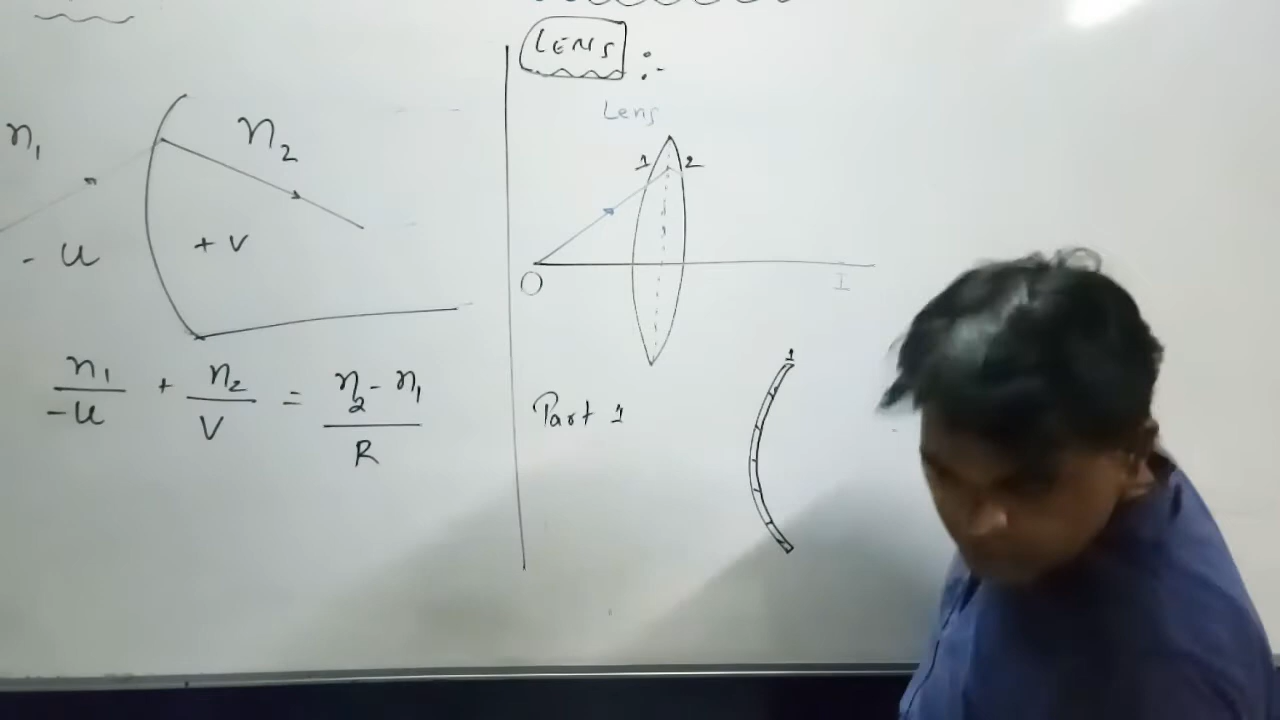 n₁
n₂
- u
+ v
n₁/-u + n₂/v = n₂ - n₁/R
LENS :-
Lens
1 2
O I
Part 1
1